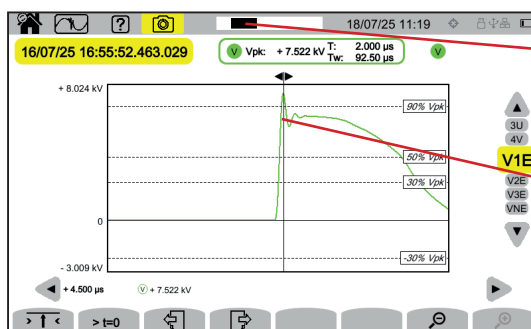 ? 18/07/25 11:19
16/07/25 16:55:52.463.029 V Vpk: + 7.522 kV T: 2.000 µs V
Tw: 92.50 µs
+ 8.024 kV
90% Vpk
3U
4V
50% Vpk
V1E
30% Vpk
V2E
V3E
VNE
0
-30% Vpk
- 3.009 kV
+ 4.500 µs V + 7.522 kV
> t=0